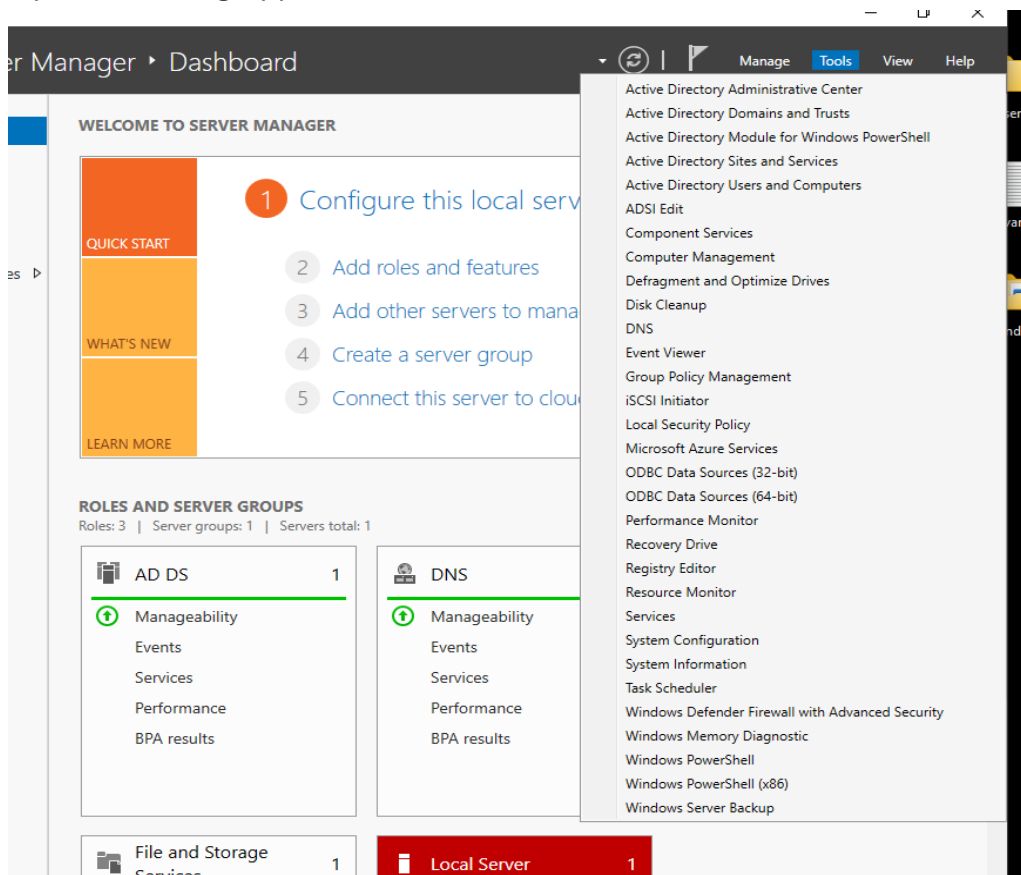 er Manager ‣ Dashboard
Manage Tools View Help
WELCOME TO SERVER MANAGER
QUICK START
WHAT'S NEW
LEARN MORE
1 Configure this local serv
2 Add roles and features
3 Add other servers to mana
4 Create a server group
5 Connect this server to clou
es
ROLES AND SERVER GROUPS
Roles: 3 | Server groups: 1 | Servers total: 1
AD DS 1
Manageability
Events
Services
Performance
BPA results
DNS
Manageability
Events
Services
Performance
BPA results
File and Storage
Services 1
Local Server 1
Active Directory Administrative Center
Active Directory Domains and Trusts
Active Directory Module for Windows PowerShell
Active Directory Sites and Services
Active Directory Users and Computers
ADSI Edit
Component Services
Computer Management
Defragment and Optimize Drives
Disk Cleanup
DNS
Event Viewer
Group Policy Management
iSCSI Initiator
Local Security Policy
Microsoft Azure Services
ODBC Data Sources (32-bit)
ODBC Data Sources (64-bit)
Performance Monitor
Recovery Drive
Registry Editor
Resource Monitor
Services
System Configuration
System Information
Task Scheduler
Windows Defender Firewall with Advanced Security
Windows Memory Diagnostic
Windows PowerShell
Windows PowerShell (x86)
Windows Server Backup